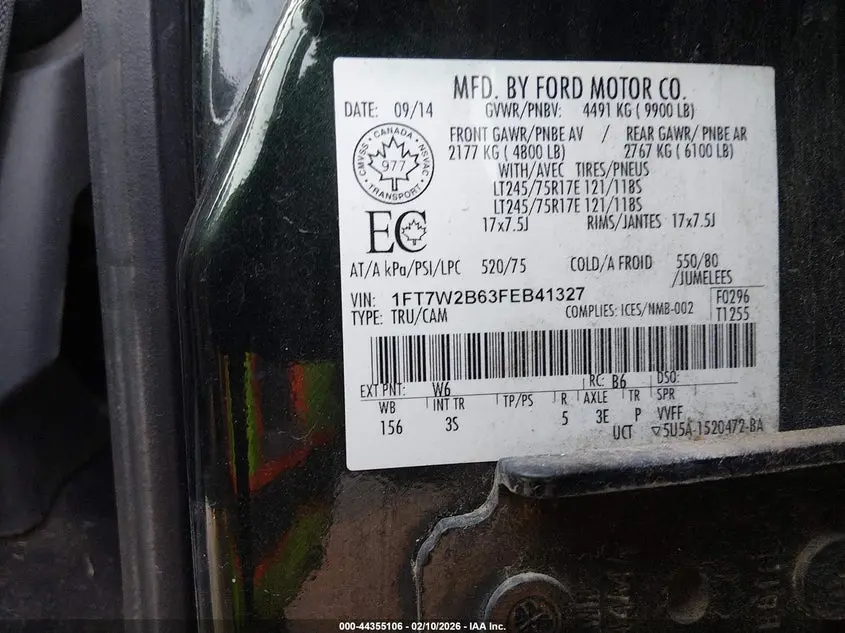 MFD. BY FORD MOTOR CO.
DATE: 09/14
GVWR/PNBV: 4491 KG ( 9900 LB)
FRONT GAWR/PNBE AV / REAR GAWR/ PNBE AR
2177 KG ( 4800 LB) 2767 KG ( 6100 LB)
WITH/AVEC TIRES/PNEUS
LT245/75R17E 121/118S
LT245/75R17E 121/118S
17x7.5J RIMS/JANTES 17x7.5J
CANADA
CMVSS NSVAC
977
TRANSPORT
EC
AT/A kPa/PSI/LPC 520/75 COLD/A FROID 550/80
/JUMELEES
VIN: 1FT7W2B63FEB41327
TYPE: TRU/CAM COMPLIES: ICES/NMB-002
F0296
T1255
EXT PNT: W6 RC: B6 DSO:
WB INT TR TP/PS R AXLE TR SPR
156 3S 5 3E P VVFF
UCT ▽5U5A-1520472-BA
000-44355106 - 02/10/2026 - IAA Inc.